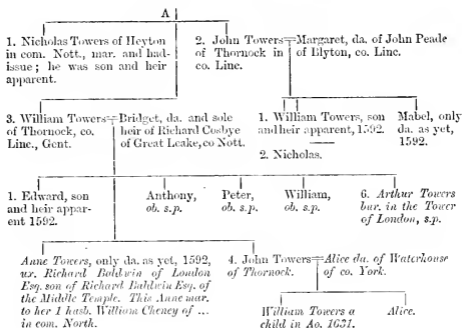 A
1. Nicholas Towers of Heyton
in com. Nott., mar. and had
issue; he was son and heir
apparent.
2. John Towers=Margaret, da. of John Peade
of Thornock in of Blyton, co. Linc.
co. Linc.
3. William Towers=Bridget, da. and sole
of Thornock, co. heir of Richard Cosbye
Linc., Gent. of Great Leake, co Nott.
1. William Towers, son
and heir apparent, 1592.
2. Nicholas.
Mabel, only
da. as yet,
1592.
1. Edward, son
and heir appar-
ent 1592.
Anthony,
ob. s.p.
Peter,
ob. s.p.
William,
ob. s.p.
6. Arthur Towers
bur. in the Tower
of London, s.p.
Anne Towers, only da. as yet, 1592,
ux. Richard Baldwin of London
Esq. son of Richard Baldwin Esq. of
the Middle Temple. This Anne mar.
to her 1 husb. William Cheney of ...
in com. North.
4. John Towers=Alice da. of Waterhouse
of Thornock. of co. York.
William Towers a
child in Ao. 1631.
Alice.